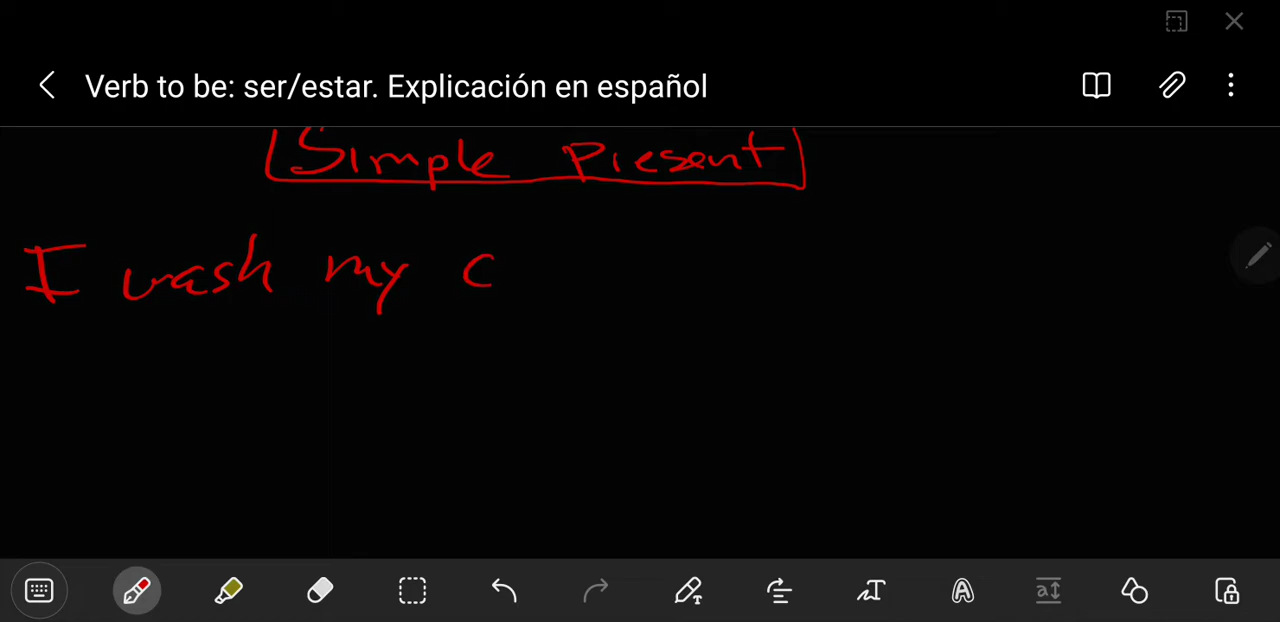 Verb to be: ser/estar. Explicación en español
Simple Present
I wash my c